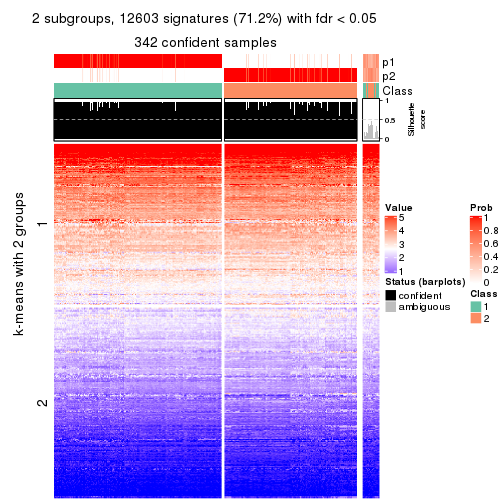 2 subgroups, 12603 signatures (71.2%) with fdr < 0.05
342 confident samples
p1
p2
Class
1
0.5
0
Silhouette
score
k-means with 2 groups
1
2
Value
5
4
3
2
1
Status (barplots)
confident
ambiguous
Prob
1
0.8
0.6
0.4
0.2
0
Class
1
2